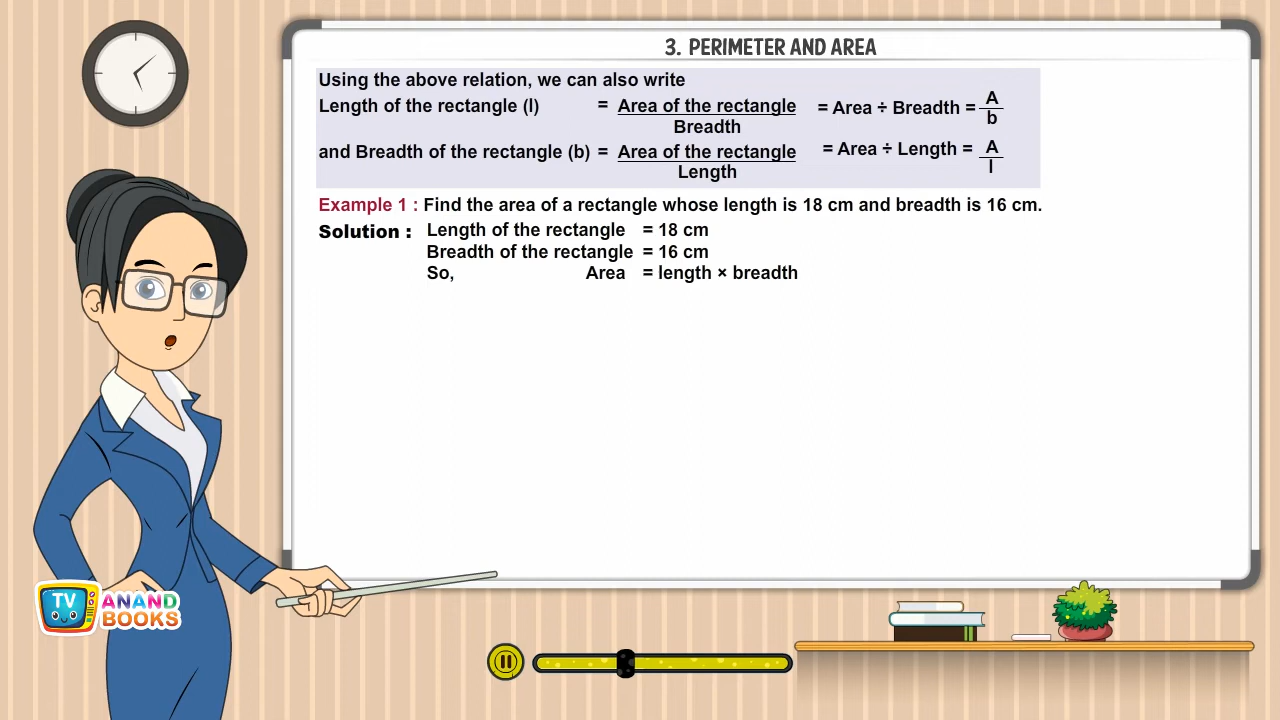 3. PERIMETER AND AREA
Using the above relation, we can also write
Length of the rectangle (l) = Area of the rectangle / Breadth = Area ÷ Breadth = A / b
and Breadth of the rectangle (b) = Area of the rectangle / Length = Area ÷ Length = A / l
Example 1 : Find the area of a rectangle whose length is 18 cm and breadth is 16 cm.
Solution : Length of the rectangle = 18 cm
Breadth of the rectangle = 16 cm
So, Area = length × breadth
TV ANAND
BOOKS